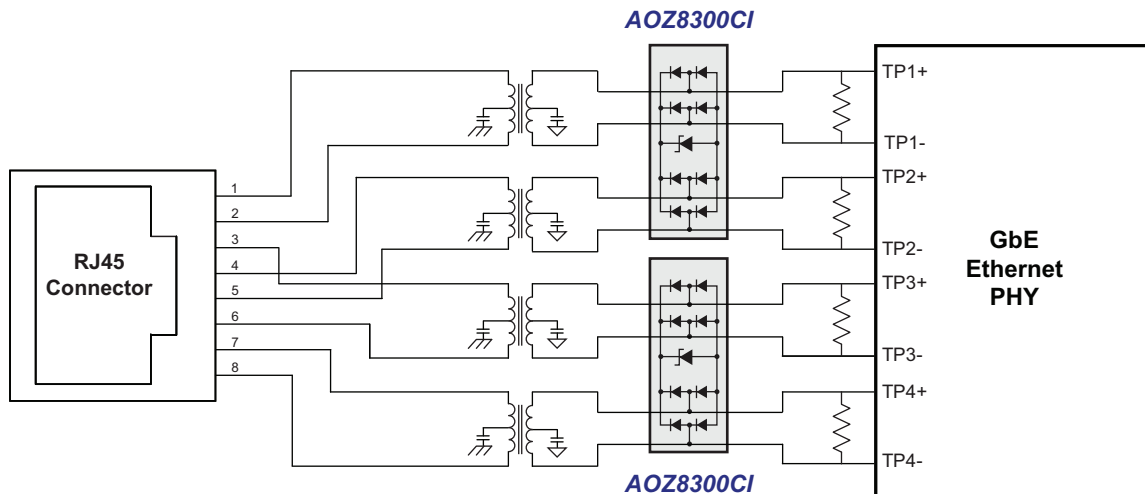 AOZ8300CI
RJ45
Connector
1
2
3
4
5
6
7
8
TP1+
TP1-
TP2+
TP2-
TP3+
TP3-
TP4+
TP4-
GbE
Ethernet
PHY
AOZ8300CI